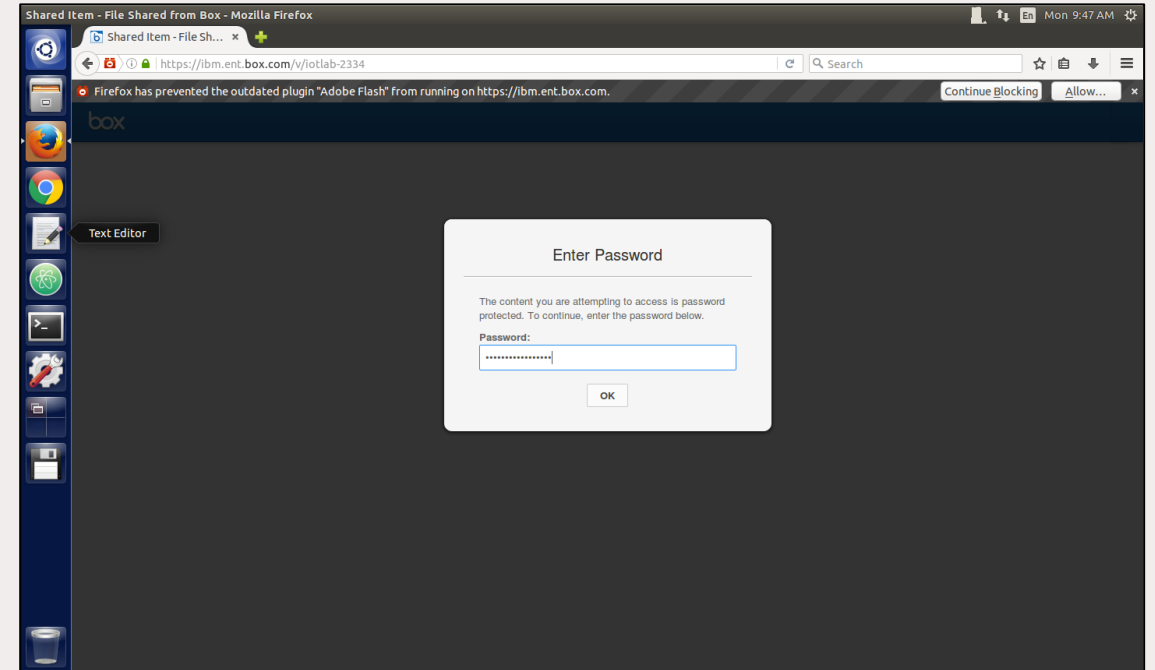 Shared Item - File Shared from Box - Mozilla Firefox
En Mon 9:47 AM
Shared Item - File Sh... ×
https://ibm.ent.box.com/v/iotlab-2334
Search
Firefox has prevented the outdated plugin "Adobe Flash" from running on https://ibm.ent.box.com.
Continue Blocking
Allow...
×
box
Text Editor
Enter Password
The content you are attempting to access is password
protected. To continue, enter the password below.
Password:
•••••••••••••••••
OK